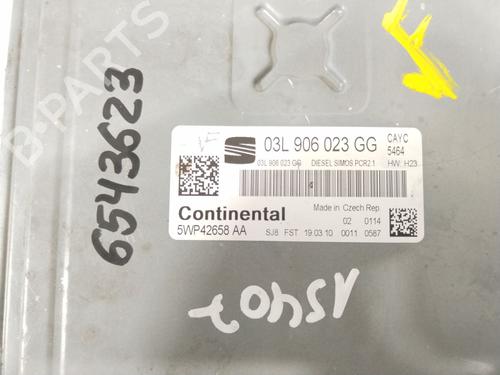 B-PARTS
6543623
03L 906 023 GG CAYC
5464
03L 906 023 GG DIESEL SIMOS PCR2.1 HW: H23
Continental Made in Czech Rep.
02 0114
5WP42658 AA SJ8 FST 19.03.10 0011 0587